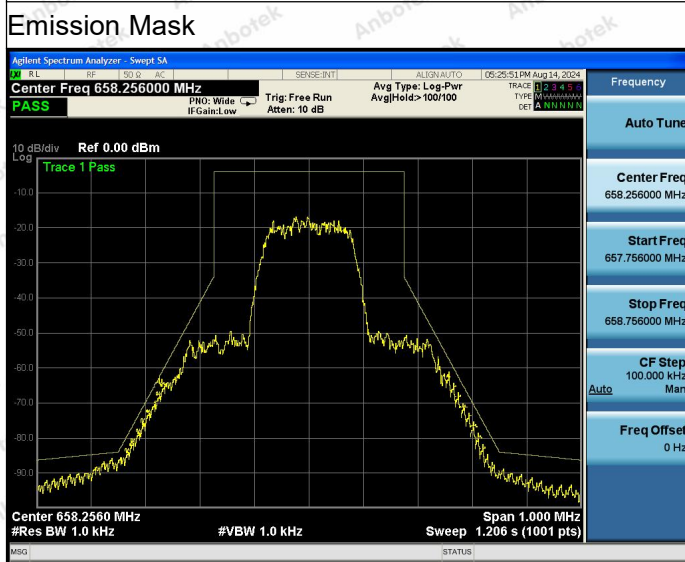 Emission Mask
Agilent Spectrum Analyzer - Swept SA
RL RF 50 Ω AC SENSE:INT ALIGN AUTO 05:25:51 PM Aug 14, 2024
Center Freq 658.256000 MHz
PASS
PNO: Wide
IFGain:Low
Trig: Free Run
Atten: 10 dB
Avg Type: Log-Pwr
Avg|Hold:>100/100
TRACE 1 2 3 4 5 6
TYPE MWWWWW
DET A N N N N N
10 dB/div Ref 0.00 dBm
Log
Trace 1 Pass
-10.0
-20.0
-30.0
-40.0
-50.0
-60.0
-70.0
-80.0
-90.0
Center 658.2560 MHz Span 1.000 MHz
#Res BW 1.0 kHz #VBW 1.0 kHz Sweep 1.206 s (1001 pts)
MSG STATUS
Frequency
Auto Tune
Center Freq
658.256000 MHz
Start Freq
657.756000 MHz
Stop Freq
658.756000 MHz
CF Step
100.000 kHz
Auto Man
Freq Offset
0 Hz
Anbotek
Anbotek